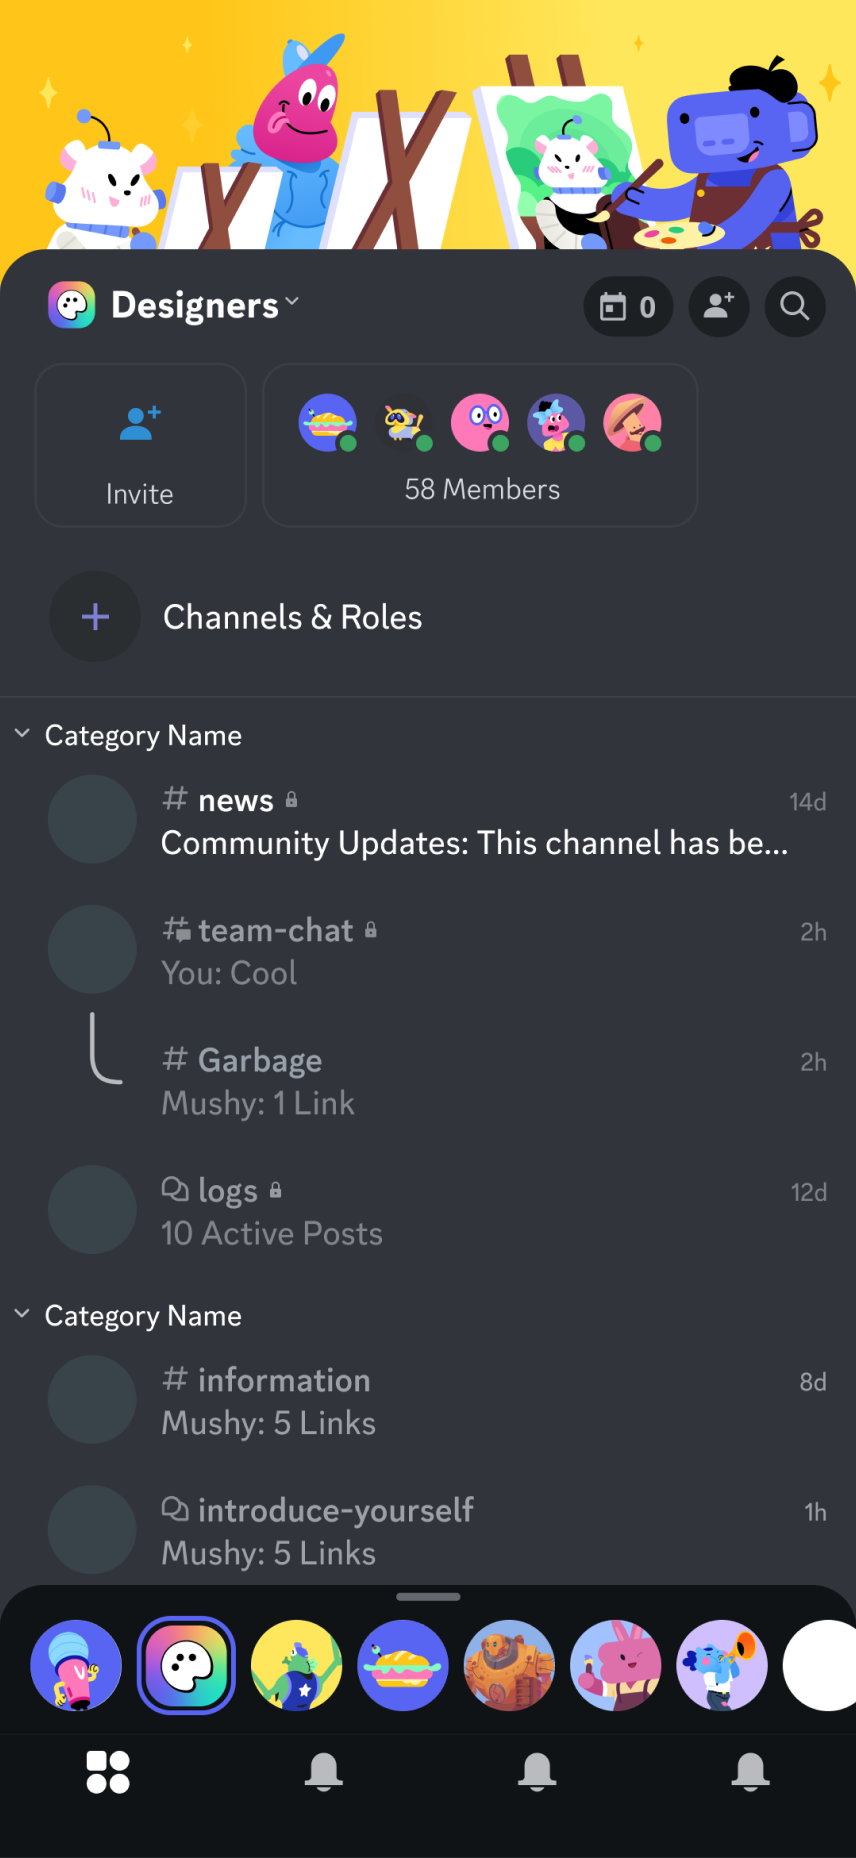 Designers
0
Invite
58 Members
Channels & Roles
Category Name
# news 14d
Community Updates: This channel has be...
# team-chat 2h
You: Cool
# Garbage 2h
Mushy: 1 Link
logs 12d
10 Active Posts
Category Name
# information 8d
Mushy: 5 Links
introduce-yourself 1h
Mushy: 5 Links